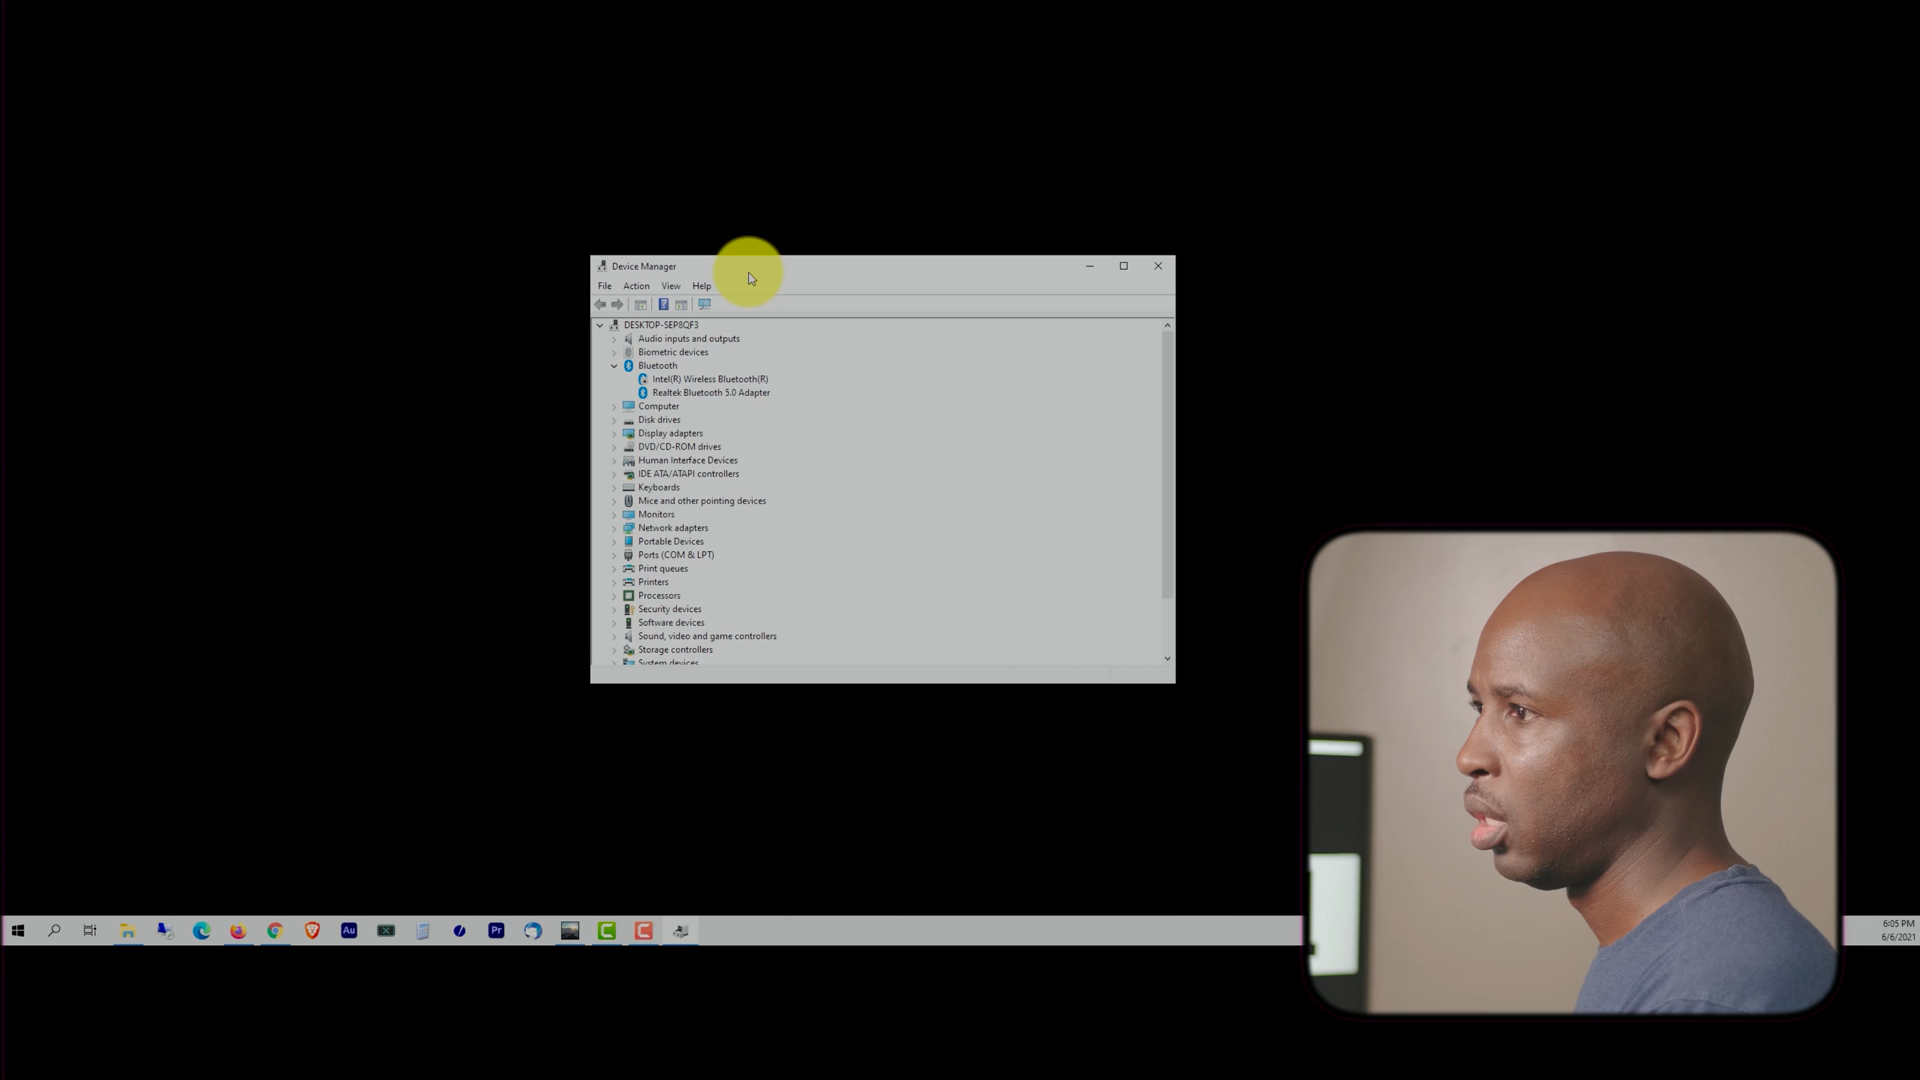 Device Manager
File Action View Help
DESKTOP-SEP8QF3
Audio inputs and outputs
Biometric devices
Bluetooth
Intel(R) Wireless Bluetooth(R)
Realtek Bluetooth 5.0 Adapter
Computer
Disk drives
Display adapters
DVD/CD-ROM drives
Human Interface Devices
IDE ATA/ATAPI controllers
Keyboards
Mice and other pointing devices
Monitors
Network adapters
Portable Devices
Ports (COM & LPT)
Print queues
Printers
Processors
Security devices
Software devices
Sound, video and game controllers
Storage controllers
System devices
Au
Pr
6:05 PM
6/6/2021